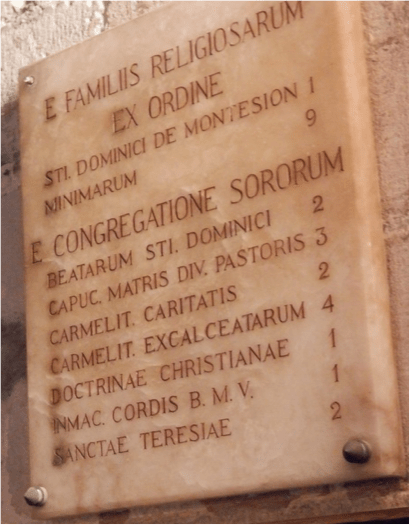 E FAMILIIS RELIGIOSARUM
EX ORDINE
STI. DOMINICI DE MONTESION 1
MINIMARUM 9
E CONGREGATIONE SORORUM
BEATARUM STI. DOMINICI 2
CAPUC. MATRIS DIV. PASTORIS 3
CARMELIT. CARITATIS 2
CARMELIT. EXCALCEATARUM 4
DOCTRINAE CHRISTIANAE 1
INMAC. CORDIS B. M. V. 1
SANCTAE TERESIAE 2